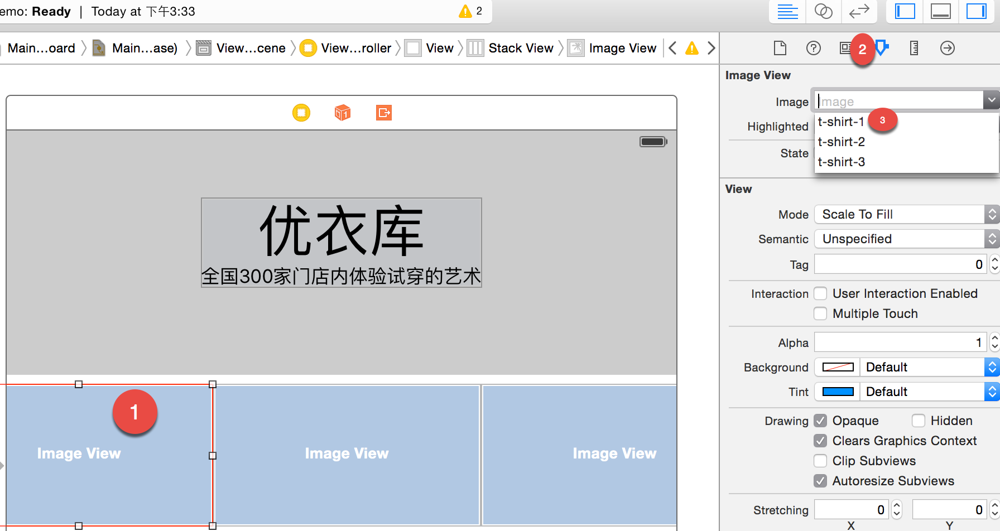 emo: Ready | Today at 下午3:33
2
Main...oard
Main...ase)
View...cene
View...roller
View
Stack View
Image View
2
Image View
Image
Image
t-shirt-1
3
Highlighted
t-shirt-2
State
t-shirt-3
1
优衣库
全国300家门店内体验试穿的艺术
View
Mode
Scale To Fill
Semantic
Unspecified
Tag
0
Interaction
User Interaction Enabled
Multiple Touch
Alpha
1
Background
Default
Tint
Default
Drawing
Opaque
Hidden
Clears Graphics Context
Clip Subviews
Autoresize Subviews
Stretching
0
0
X
Y
1
Image View
Image View
Image View